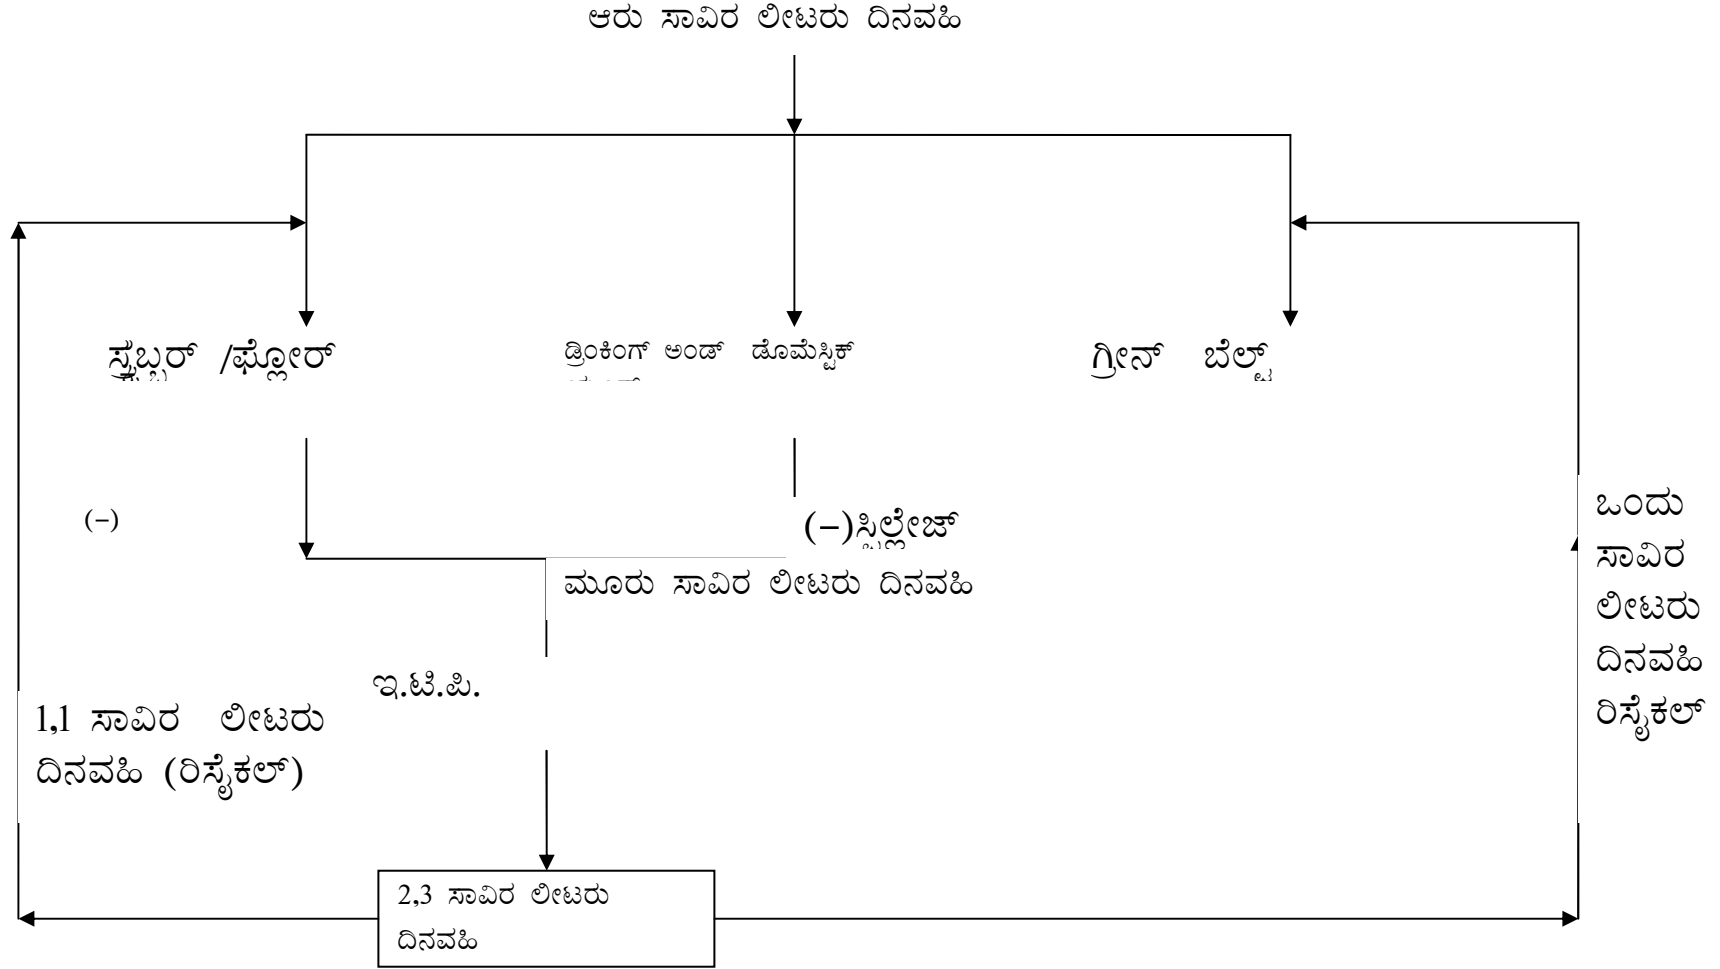 ಆರು ಸಾವಿರ ಲೀಟರು ದಿನವಹಿ
ಸ್ಕ್ರಬ್ಬರ್ /ಫ್ಲೋರ್
ಡ್ರಿಂಕಿಂಗ್ ಅಂಡ್ ಡೊಮೆಸ್ಟಿಕ್
ಗ್ರೀನ್ ಬೆಲ್ಟ್
(–)
(–)ಸ್ಪಿಲ್ಲೇಜ್
ಮೂರು ಸಾವಿರ ಲೀಟರು ದಿನವಹಿ
ಒಂದು
ಸಾವಿರ
ಲೀಟರು
ದಿನವಹಿ
ರಿಸೈಕಲ್
ಇ.ಟಿ.ಪಿ.
1,1 ಸಾವಿರ ಲೀಟರು
ದಿನವಹಿ (ರಿಸೈಕಲ್)
2,3 ಸಾವಿರ ಲೀಟರು
ದಿನವಹಿ